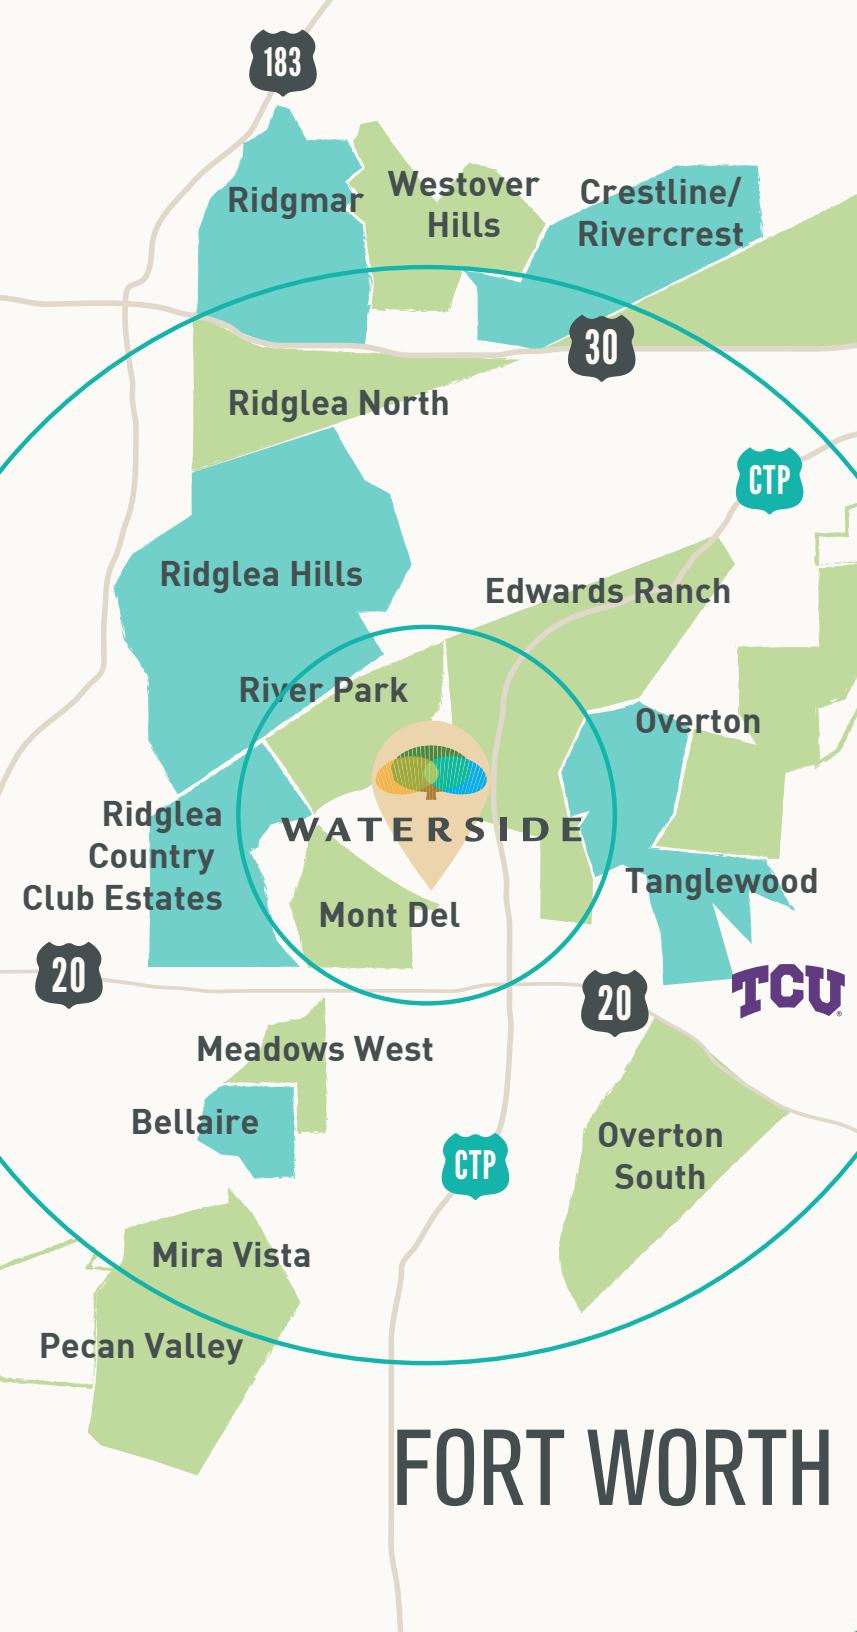 183
Ridgmar
Westover
Hills
Crestline/
Rivercrest
30
Ridglea North
CTP
Ridglea Hills
Edwards Ranch
River Park
Overton
WATERSIDE
Ridglea
Country
Club Estates
Tanglewood
Mont Del
20
20
TCU®
Meadows West
Bellaire
CTP
Overton
South
Mira Vista
Pecan Valley
FORT WORTH